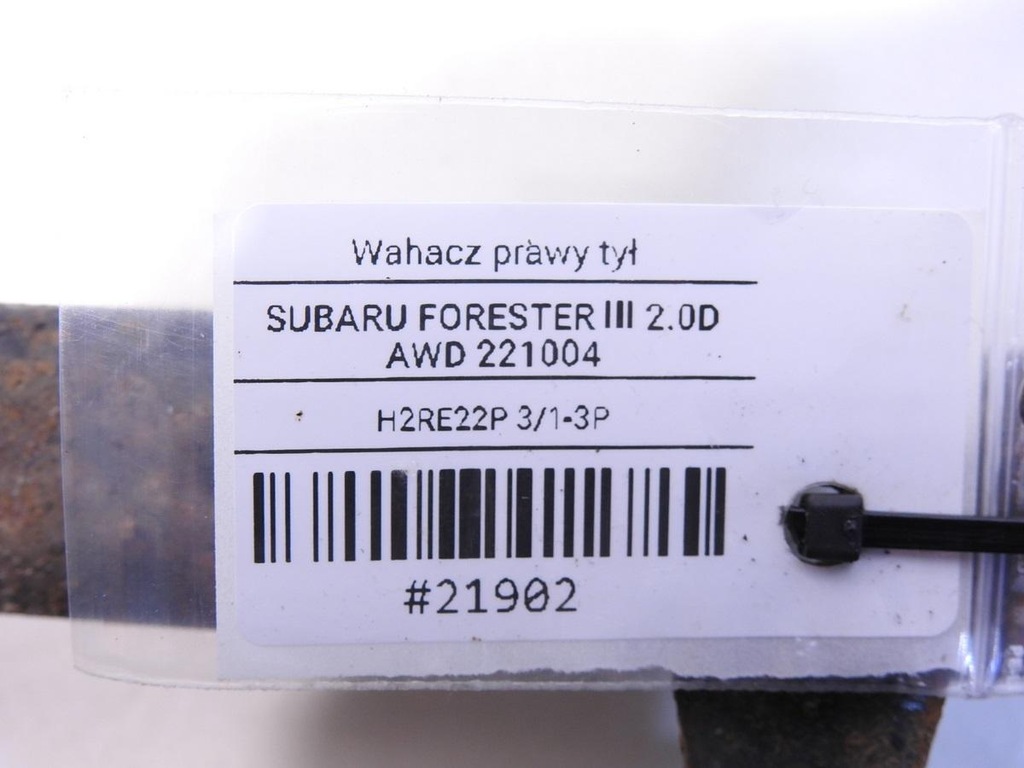 Wahacz prawy tył
SUBARU FORESTER III 2.0D
AWD 221004
H2RE22P 3/1-3P
#21902